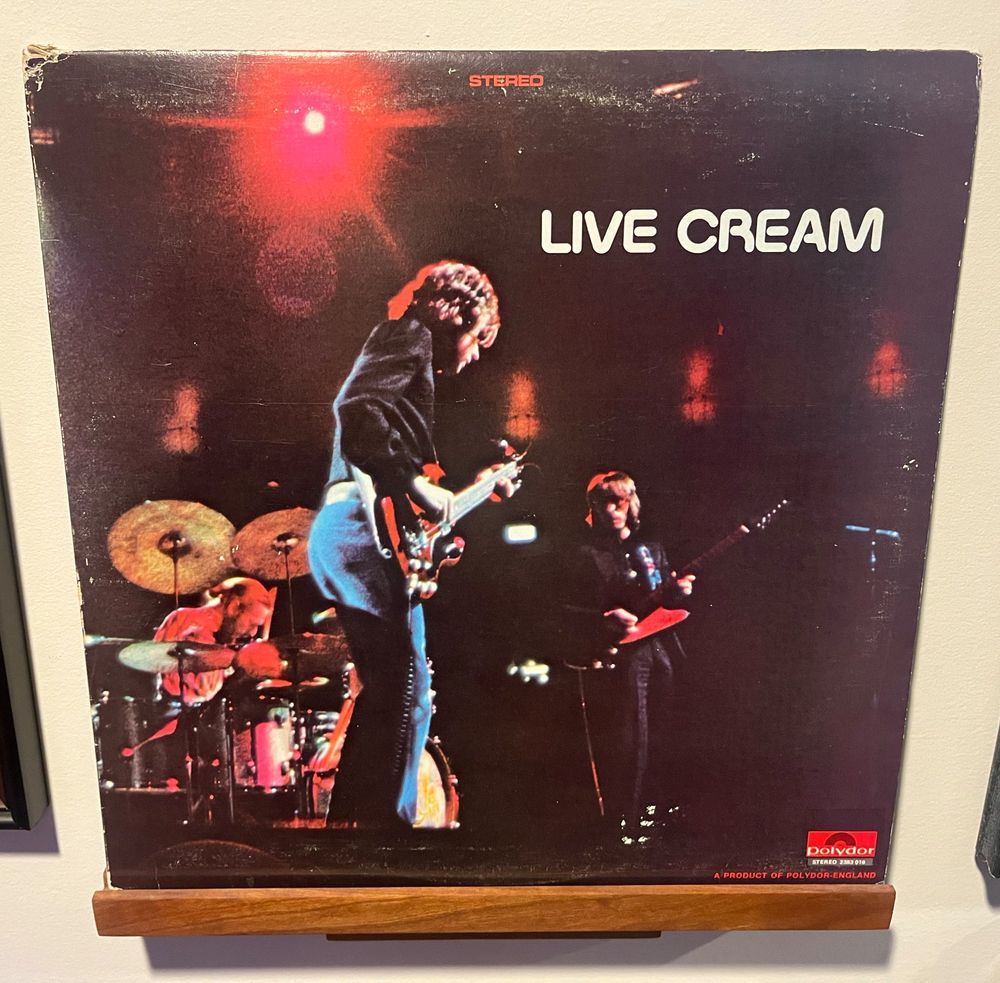 STEREO
LIVE CREAM
polydor
STEREO 2383 016
A PRODUCT OF POLYDOR-ENGLAND